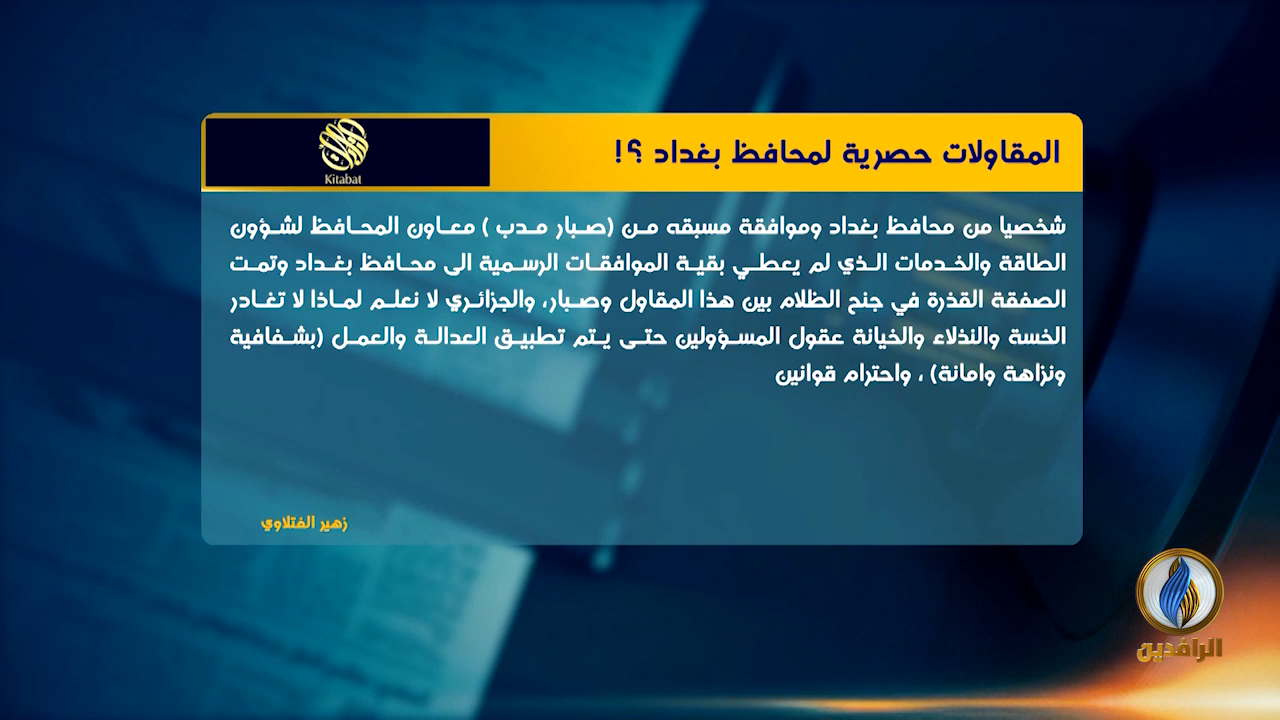 المقاولات حصرية لمحافظ بغداد ؟!
Kitabat
شخصيا من محافظ بغداد وموافقة مسبقه من (صبار مدب ) معاون المحافظ لشؤون
الطاقة والخدمات الذي لم يعطي بقية الموافقات الرسمية الى محافظ بغداد وتمت
الصفقة القذرة في جنح الظلام بين هذا المقاول وصبار، والجزائري لا نعلم لماذا لا تغادر
الخسة والنذلاء والخيانة عقول المسؤولين حتى يتم تطبيق العدالة والعمل (بشفافية
ونزاهة وامانة) ، واحترام قوانين
زهير الفتلاوي
الرافدين